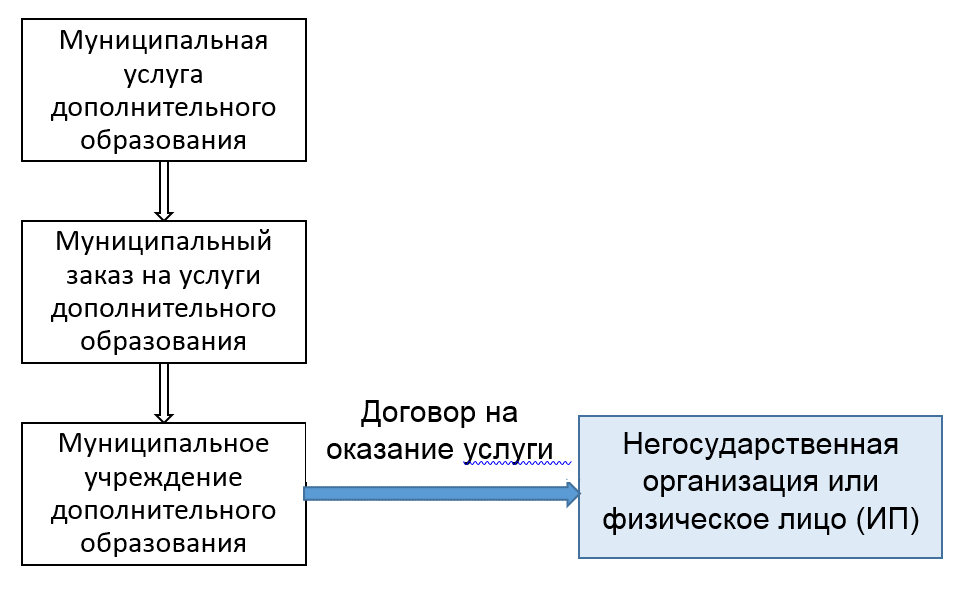 Муниципальная
услуга
дополнительного
образования
Муниципальный
заказ на услуги
дополнительного
образования
Муниципальное
учреждение
дополнительного
образования
Договор на
оказание услуги
Негосударственная
организация или
физическое лицо (ИП)